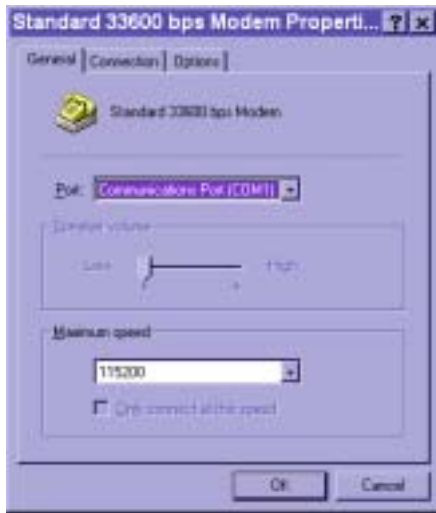 Standard 33600 bps Modem Properti...
General Connection Options
Standard 33600 bps Modem
Port: Communications Port (COM1)
Speaker volume
Low High
Maximum speed
115200
Only connect at this speed
OK Cancel